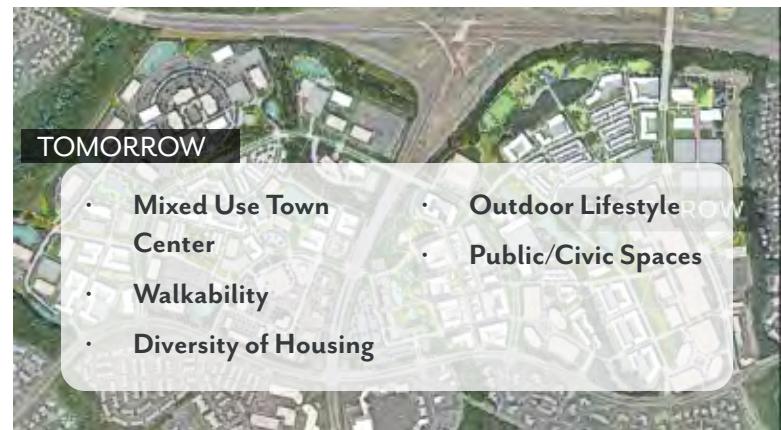 TOMORROW
· Mixed Use Town
Center
· Walkability
· Diversity of Housing
· Outdoor Lifestyle
· Public/Civic Spaces